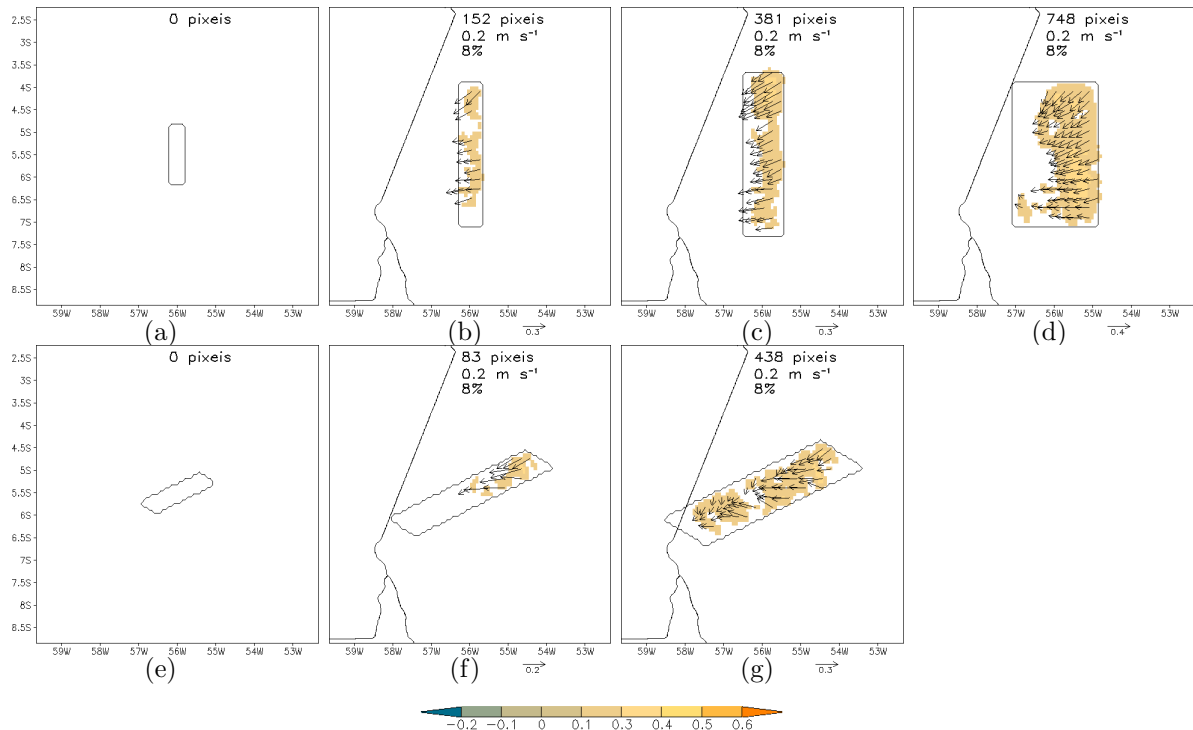 0 pixeis
152 pixeis
0.2 m s⁻¹
8%
381 pixeis
0.2 m s⁻¹
8%
748 pixeis
0.2 m s⁻¹
8%
2.5S
3S
3.5S
4S
4.5S
5S
5.5S
6S
6.5S
7S
7.5S
8S
8.5S
59W 58W 57W 56W 55W 54W 53W
59W 58W 57W 56W 55W 54W 53W
59W 58W 57W 56W 55W 54W 53W
59W 58W 57W 56W 55W 54W 53W
0.3
0.3
0.4
(a) (b) (c) (d)
0 pixeis
83 pixeis
0.2 m s⁻¹
8%
438 pixeis
0.2 m s⁻¹
8%
2.5S
3S
3.5S
4S
4.5S
5S
5.5S
6S
6.5S
7S
7.5S
8S
8.5S
59W 58W 57W 56W 55W 54W 53W
59W 58W 57W 56W 55W 54W 53W
59W 58W 57W 56W 55W 54W 53W
0.2
0.3
(e) (f) (g)
-0.2 -0.1 0 0.1 0.3 0.4 0.5 0.6